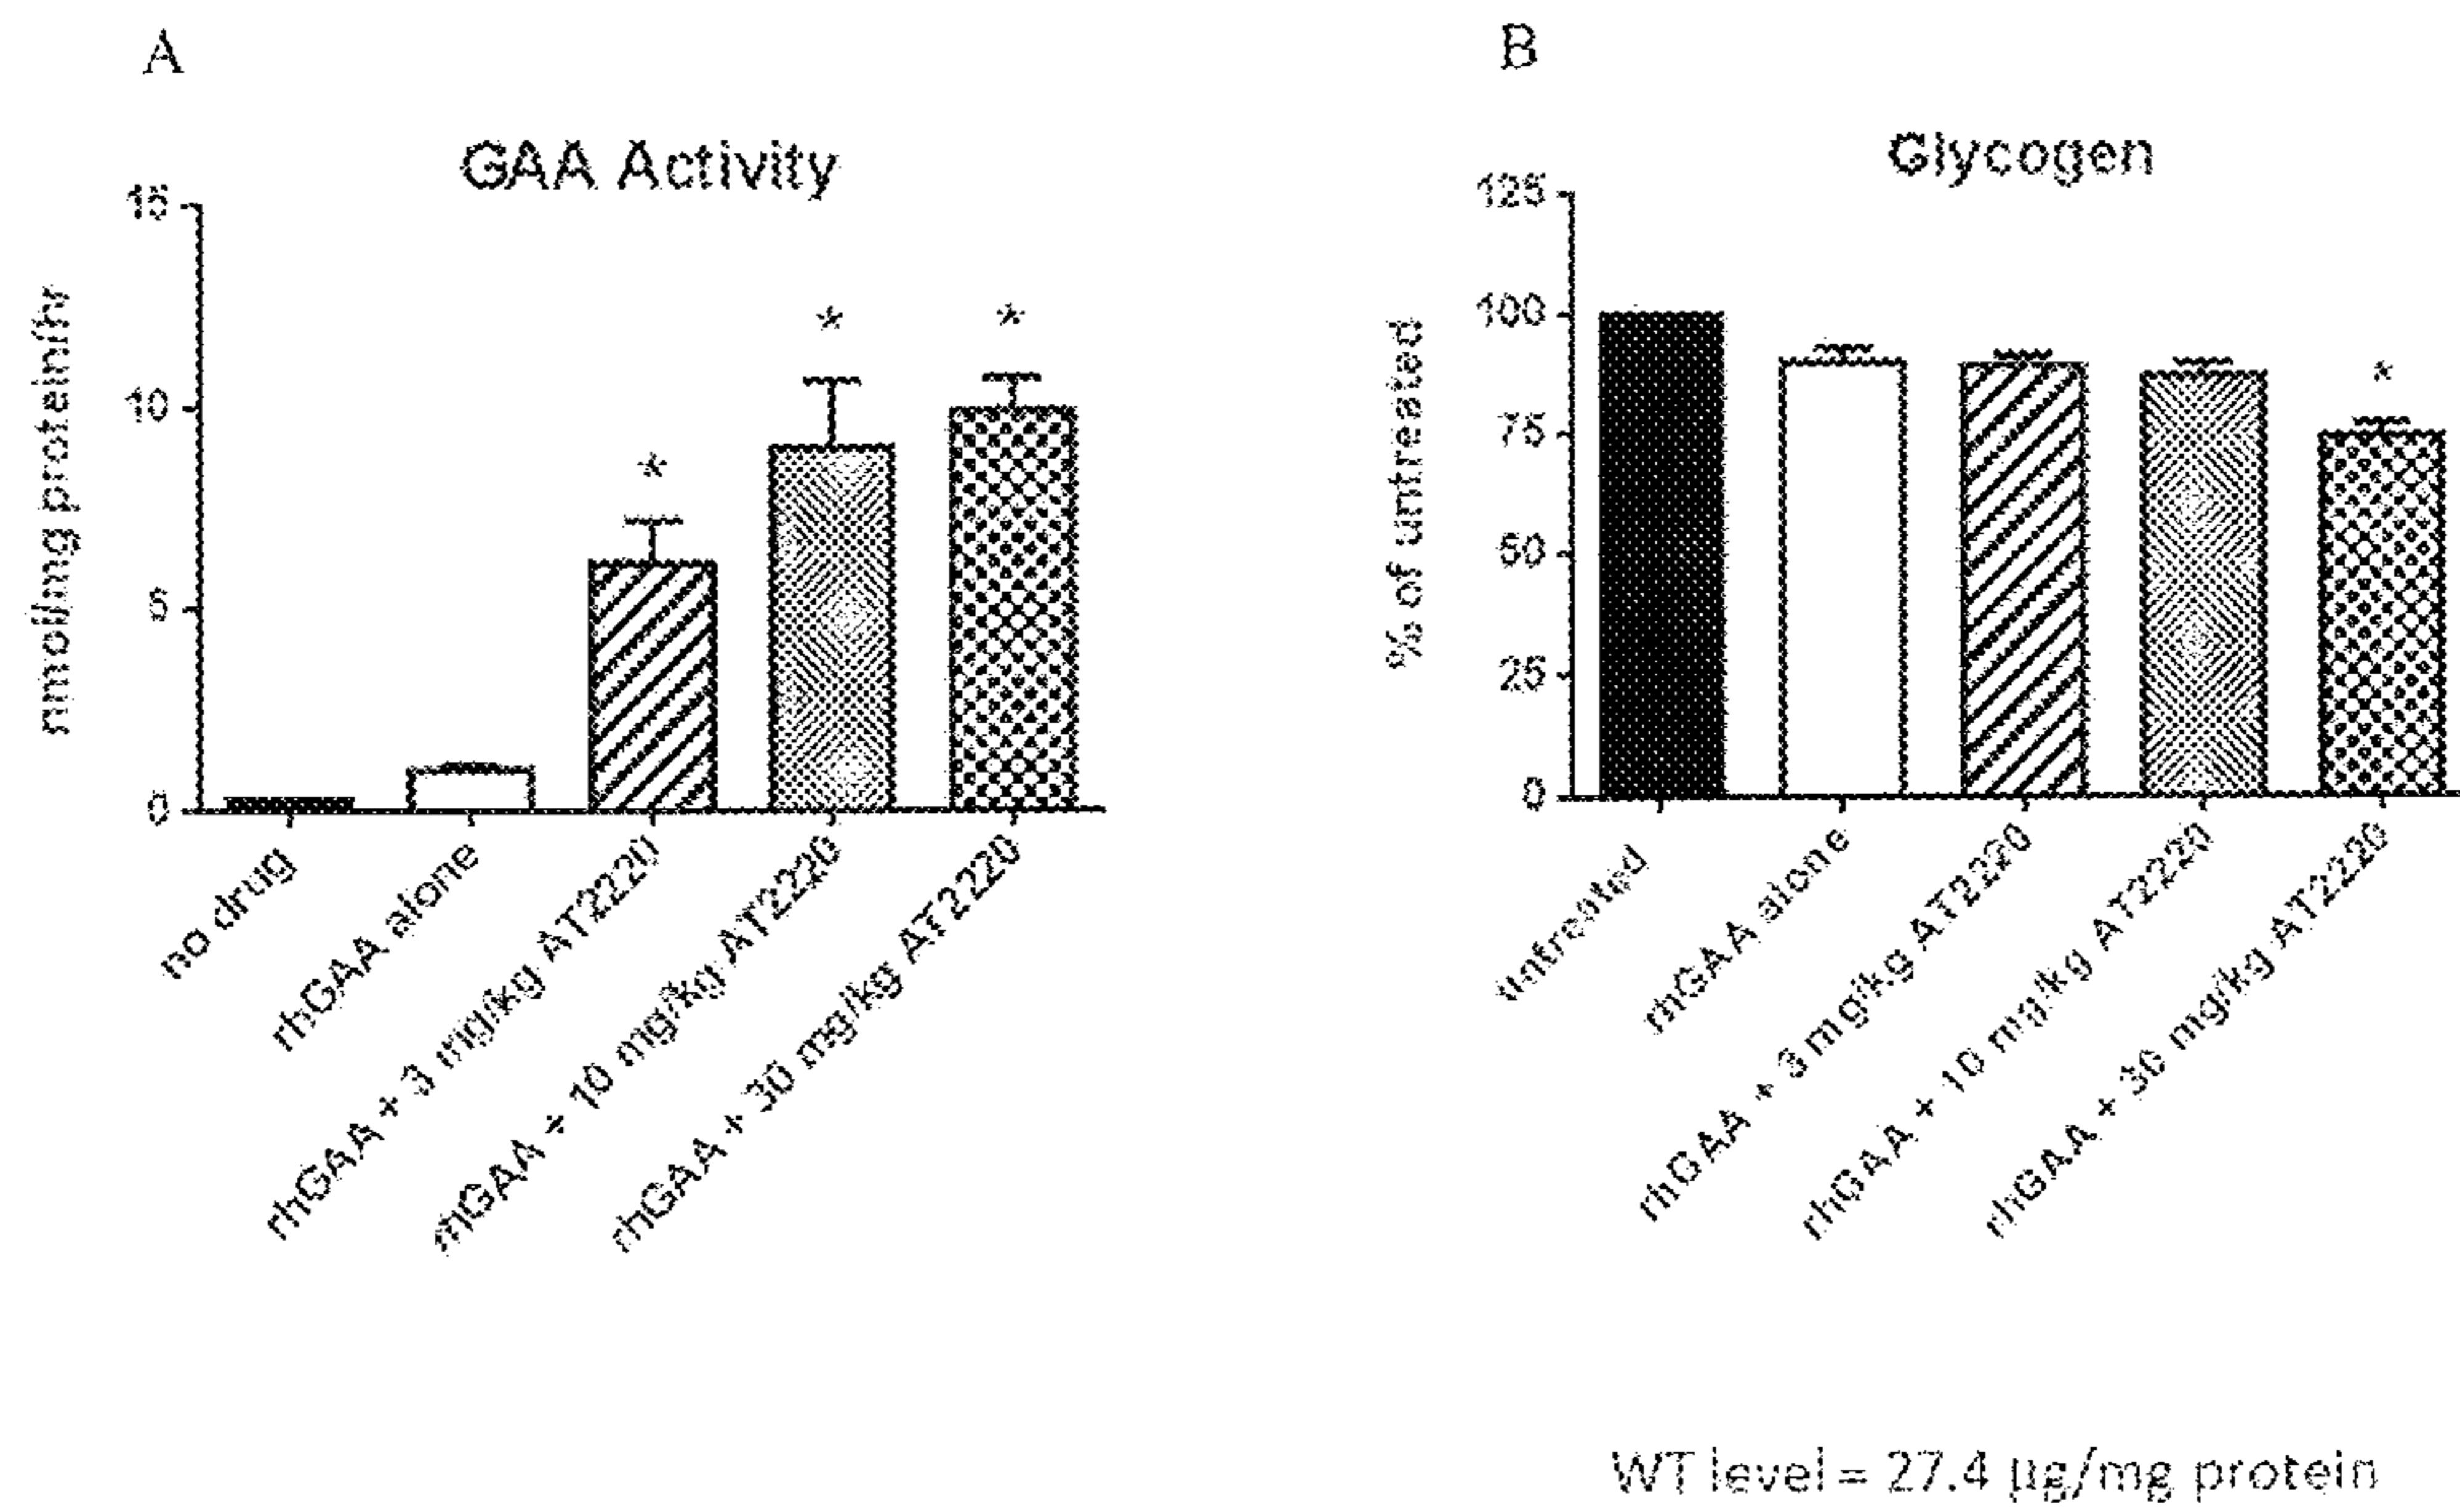 A
GAA Activity
nmol/mg protein/hr
15
10
5
0
*
*
*
no drug
rhGAA alone
rhGAA + 3 mg/kg AT2220
rhGAA + 10 mg/kg AT2220
rhGAA + 30 mg/kg AT2220
B
Glycogen
% of untreated
125
100
75
50
25
0
*
untreated
rhGAA alone
rhGAA + 3 mg/kg AT2220
rhGAA + 10 mg/kg AT2220
rhGAA + 30 mg/kg AT2220
WT level = 27.4 µg/mg protein